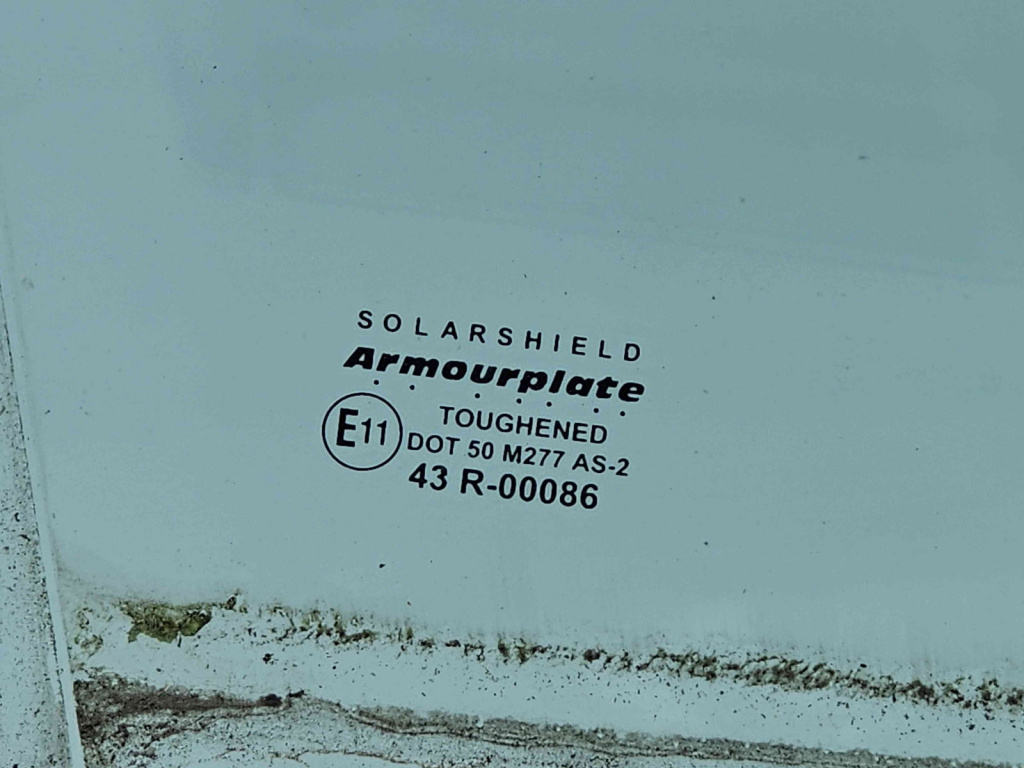 SOLARSHIELD
Armourplate
TOUGHENED
E11
DOT 50 M277 AS-2
43 R-00086